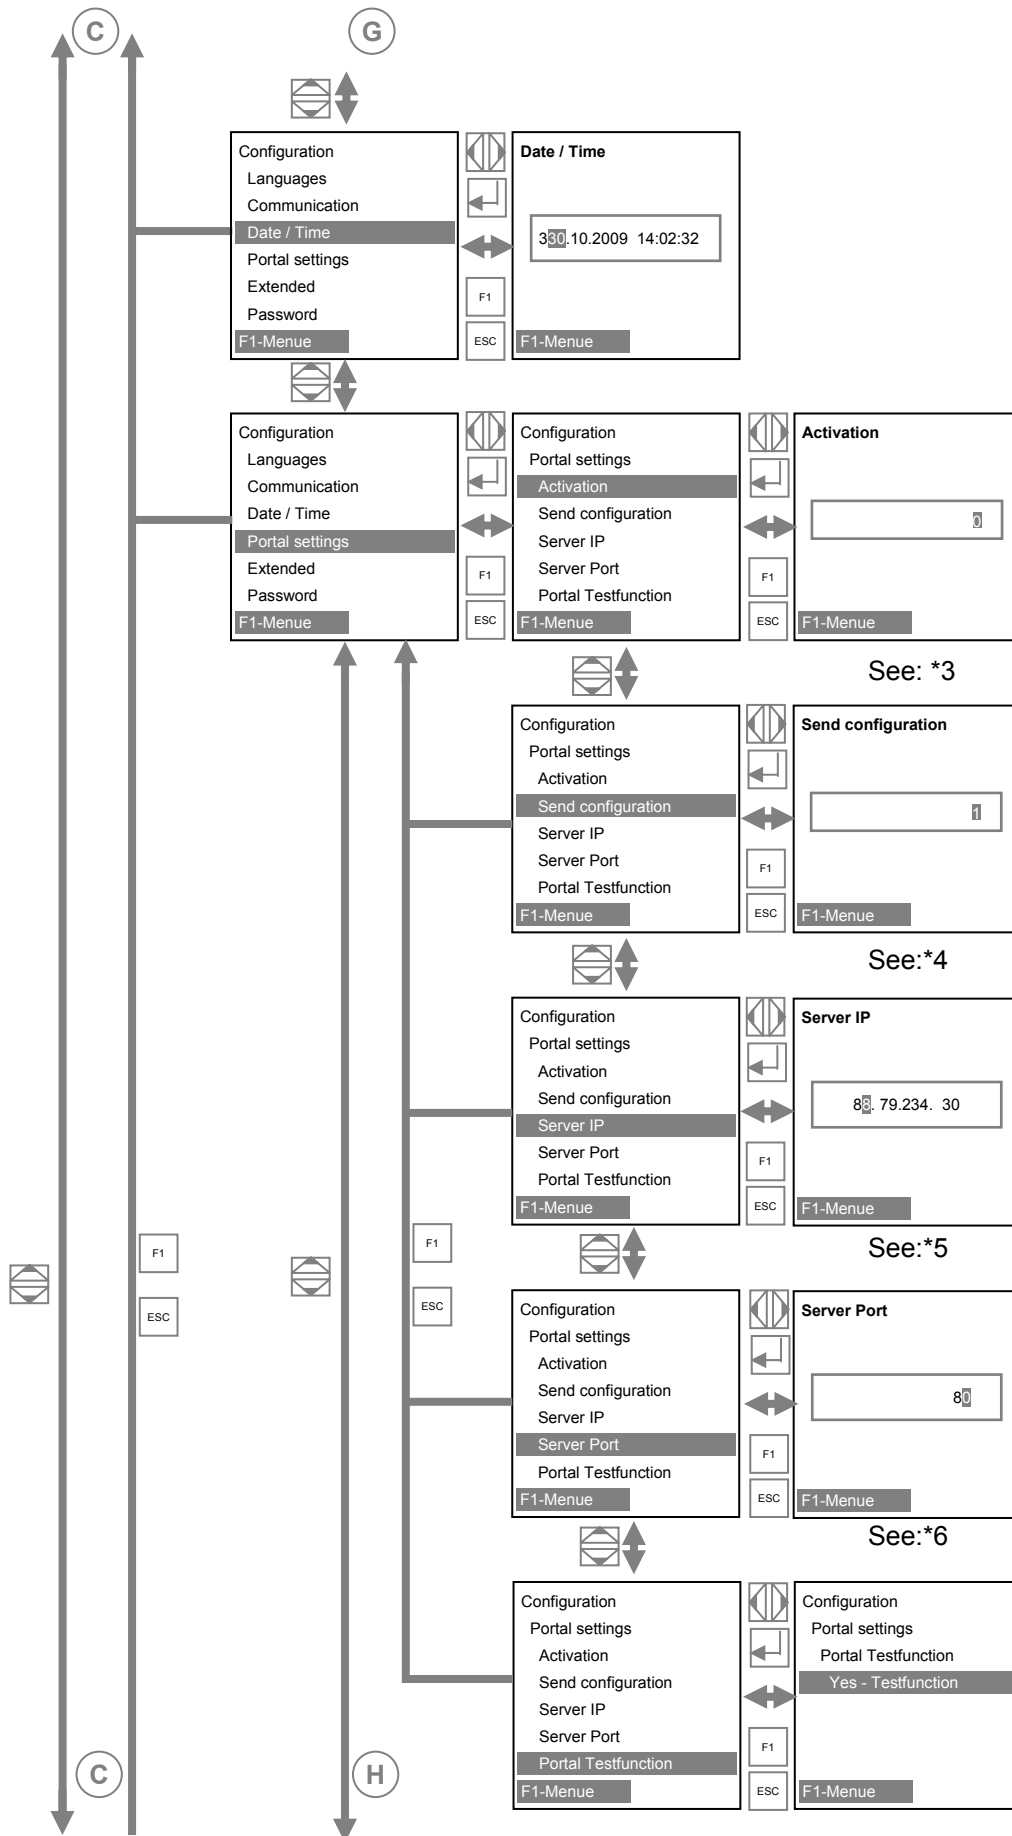 C
G
Configuration
Languages
Communication
Date / Time
Portal settings
Extended
Password
F1-Menue
F1
ESC
Date / Time
330.10.2009 14:02:32
F1-Menue
Configuration
Languages
Communication
Date / Time
Portal settings
Extended
Password
F1-Menue
F1
ESC
Configuration
Portal settings
Activation
Send configuration
Server IP
Server Port
Portal Testfunction
F1-Menue
F1
ESC
Activation
0
F1-Menue
See: *3
Configuration
Portal settings
Activation
Send configuration
Server IP
Server Port
Portal Testfunction
F1-Menue
F1
ESC
Send configuration
1
F1-Menue
See:*4
Configuration
Portal settings
Activation
Send configuration
Server IP
Server Port
Portal Testfunction
F1-Menue
F1
ESC
Server IP
88. 79.234. 30
F1-Menue
See:*5
F1
ESC
F1
ESC
Configuration
Portal settings
Activation
Send configuration
Server IP
Server Port
Portal Testfunction
F1-Menue
F1
ESC
Server Port
80
F1-Menue
See:*6
Configuration
Portal settings
Activation
Send configuration
Server IP
Server Port
Portal Testfunction
F1-Menue
F1
ESC
Configuration
Portal settings
Portal Testfunction
Yes - Testfunction
F1-Menue
C
H